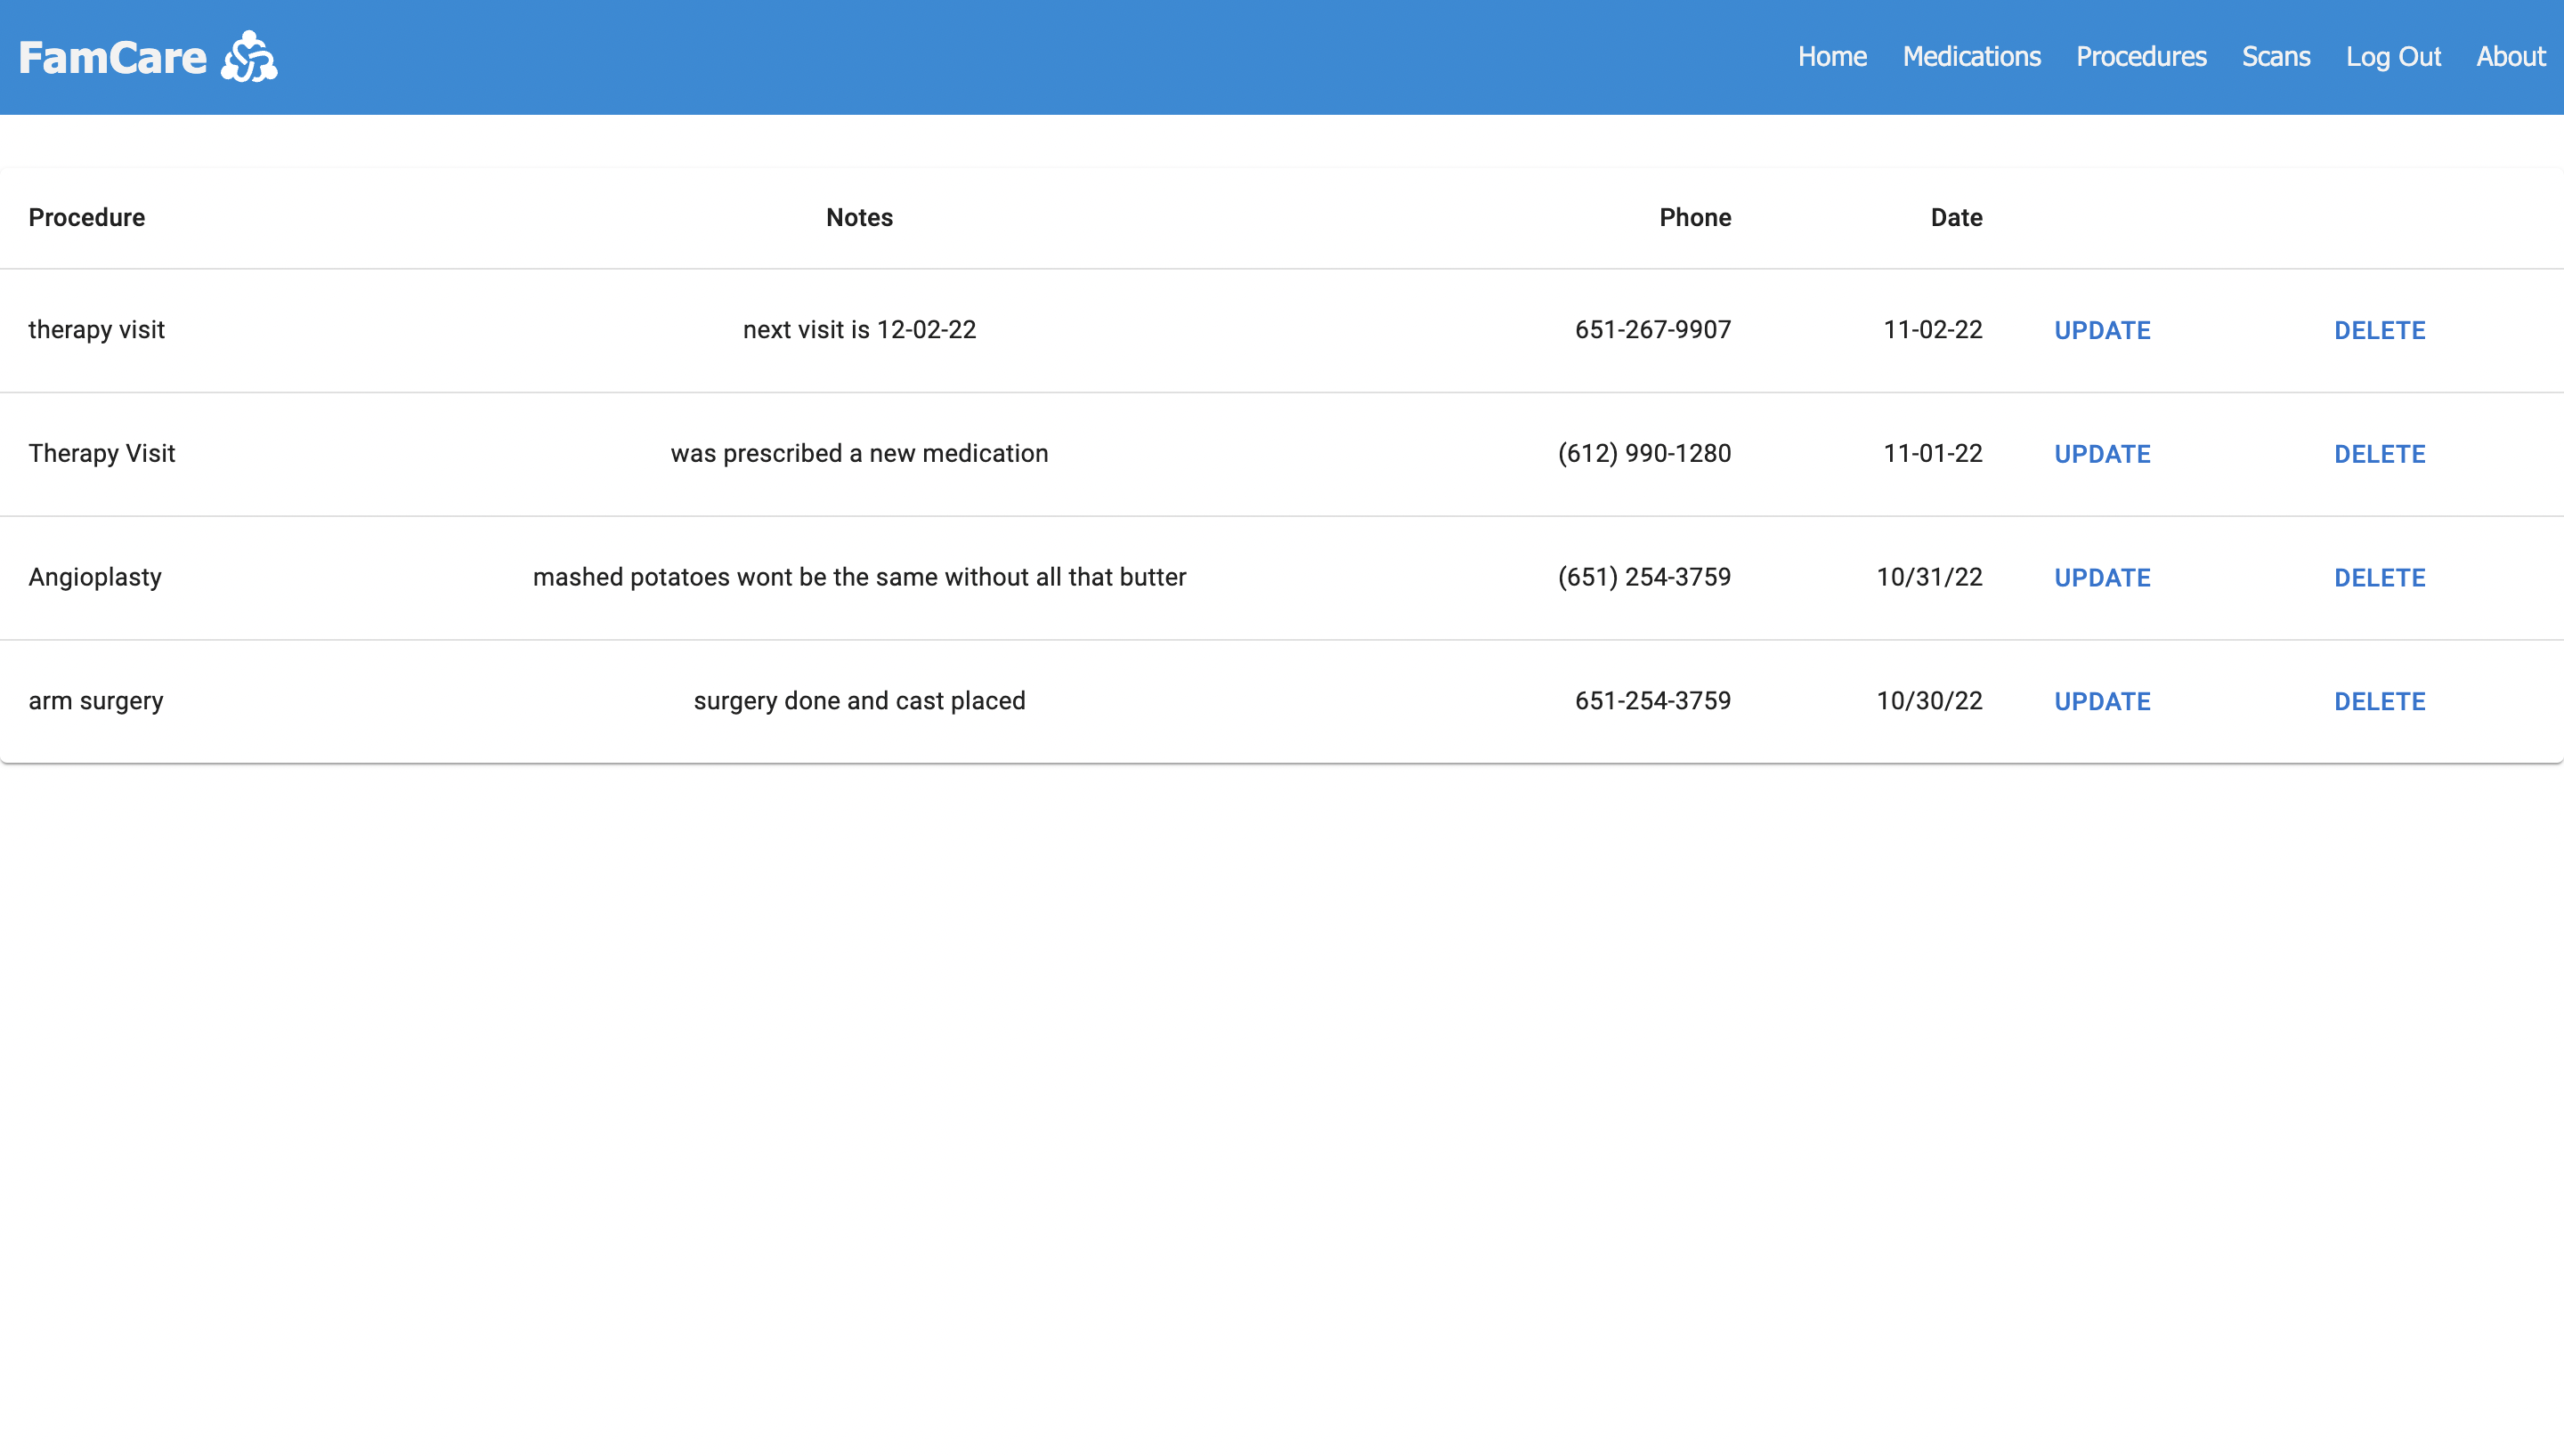 FamCare
Home Medications Procedures Scans Log Out About
Procedure Notes Phone Date
therapy visit next visit is 12-02-22 651-267-9907 11-02-22 UPDATE DELETE
Therapy Visit was prescribed a new medication (612) 990-1280 11-01-22 UPDATE DELETE
Angioplasty mashed potatoes wont be the same without all that butter (651) 254-3759 10/31/22 UPDATE DELETE
arm surgery surgery done and cast placed 651-254-3759 10/30/22 UPDATE DELETE